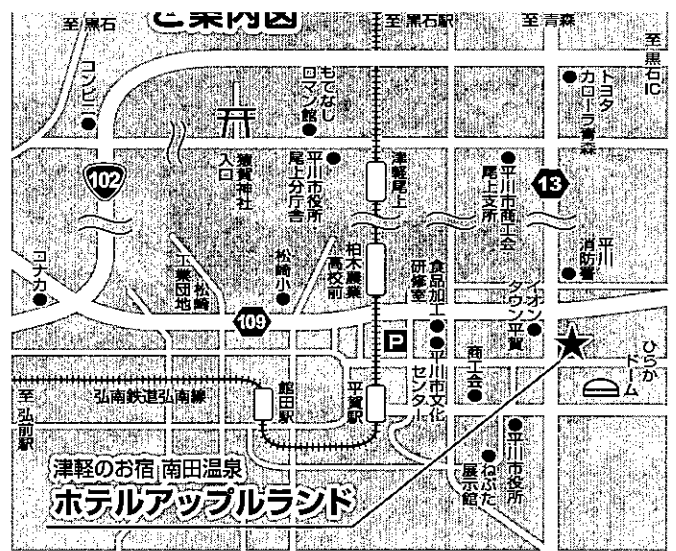 ご案内図
至 黒石
至 黒石駅
至 青森
至 黒石IC
コンビニ
もてなし
ロマン館
トヨタ
カローラ青森
102
猿賀神社
入口
平川市役所
尾上分庁舎
津軽尾上
平川市商工会
尾上支所
13
平川
消防署
コナカ
松崎
工業団地
松崎小
柏木農業
高校前
食品加工
研修室
イオン
タウン平賀
109
P
平川市文化
センター
商工会
ひらか
ドーム
至 弘前駅
弘南鉄道弘南線
館田駅
平賀駅
平川市役所
ねぷた
展示館
津軽のお宿 南田温泉
ホテルアップルランド